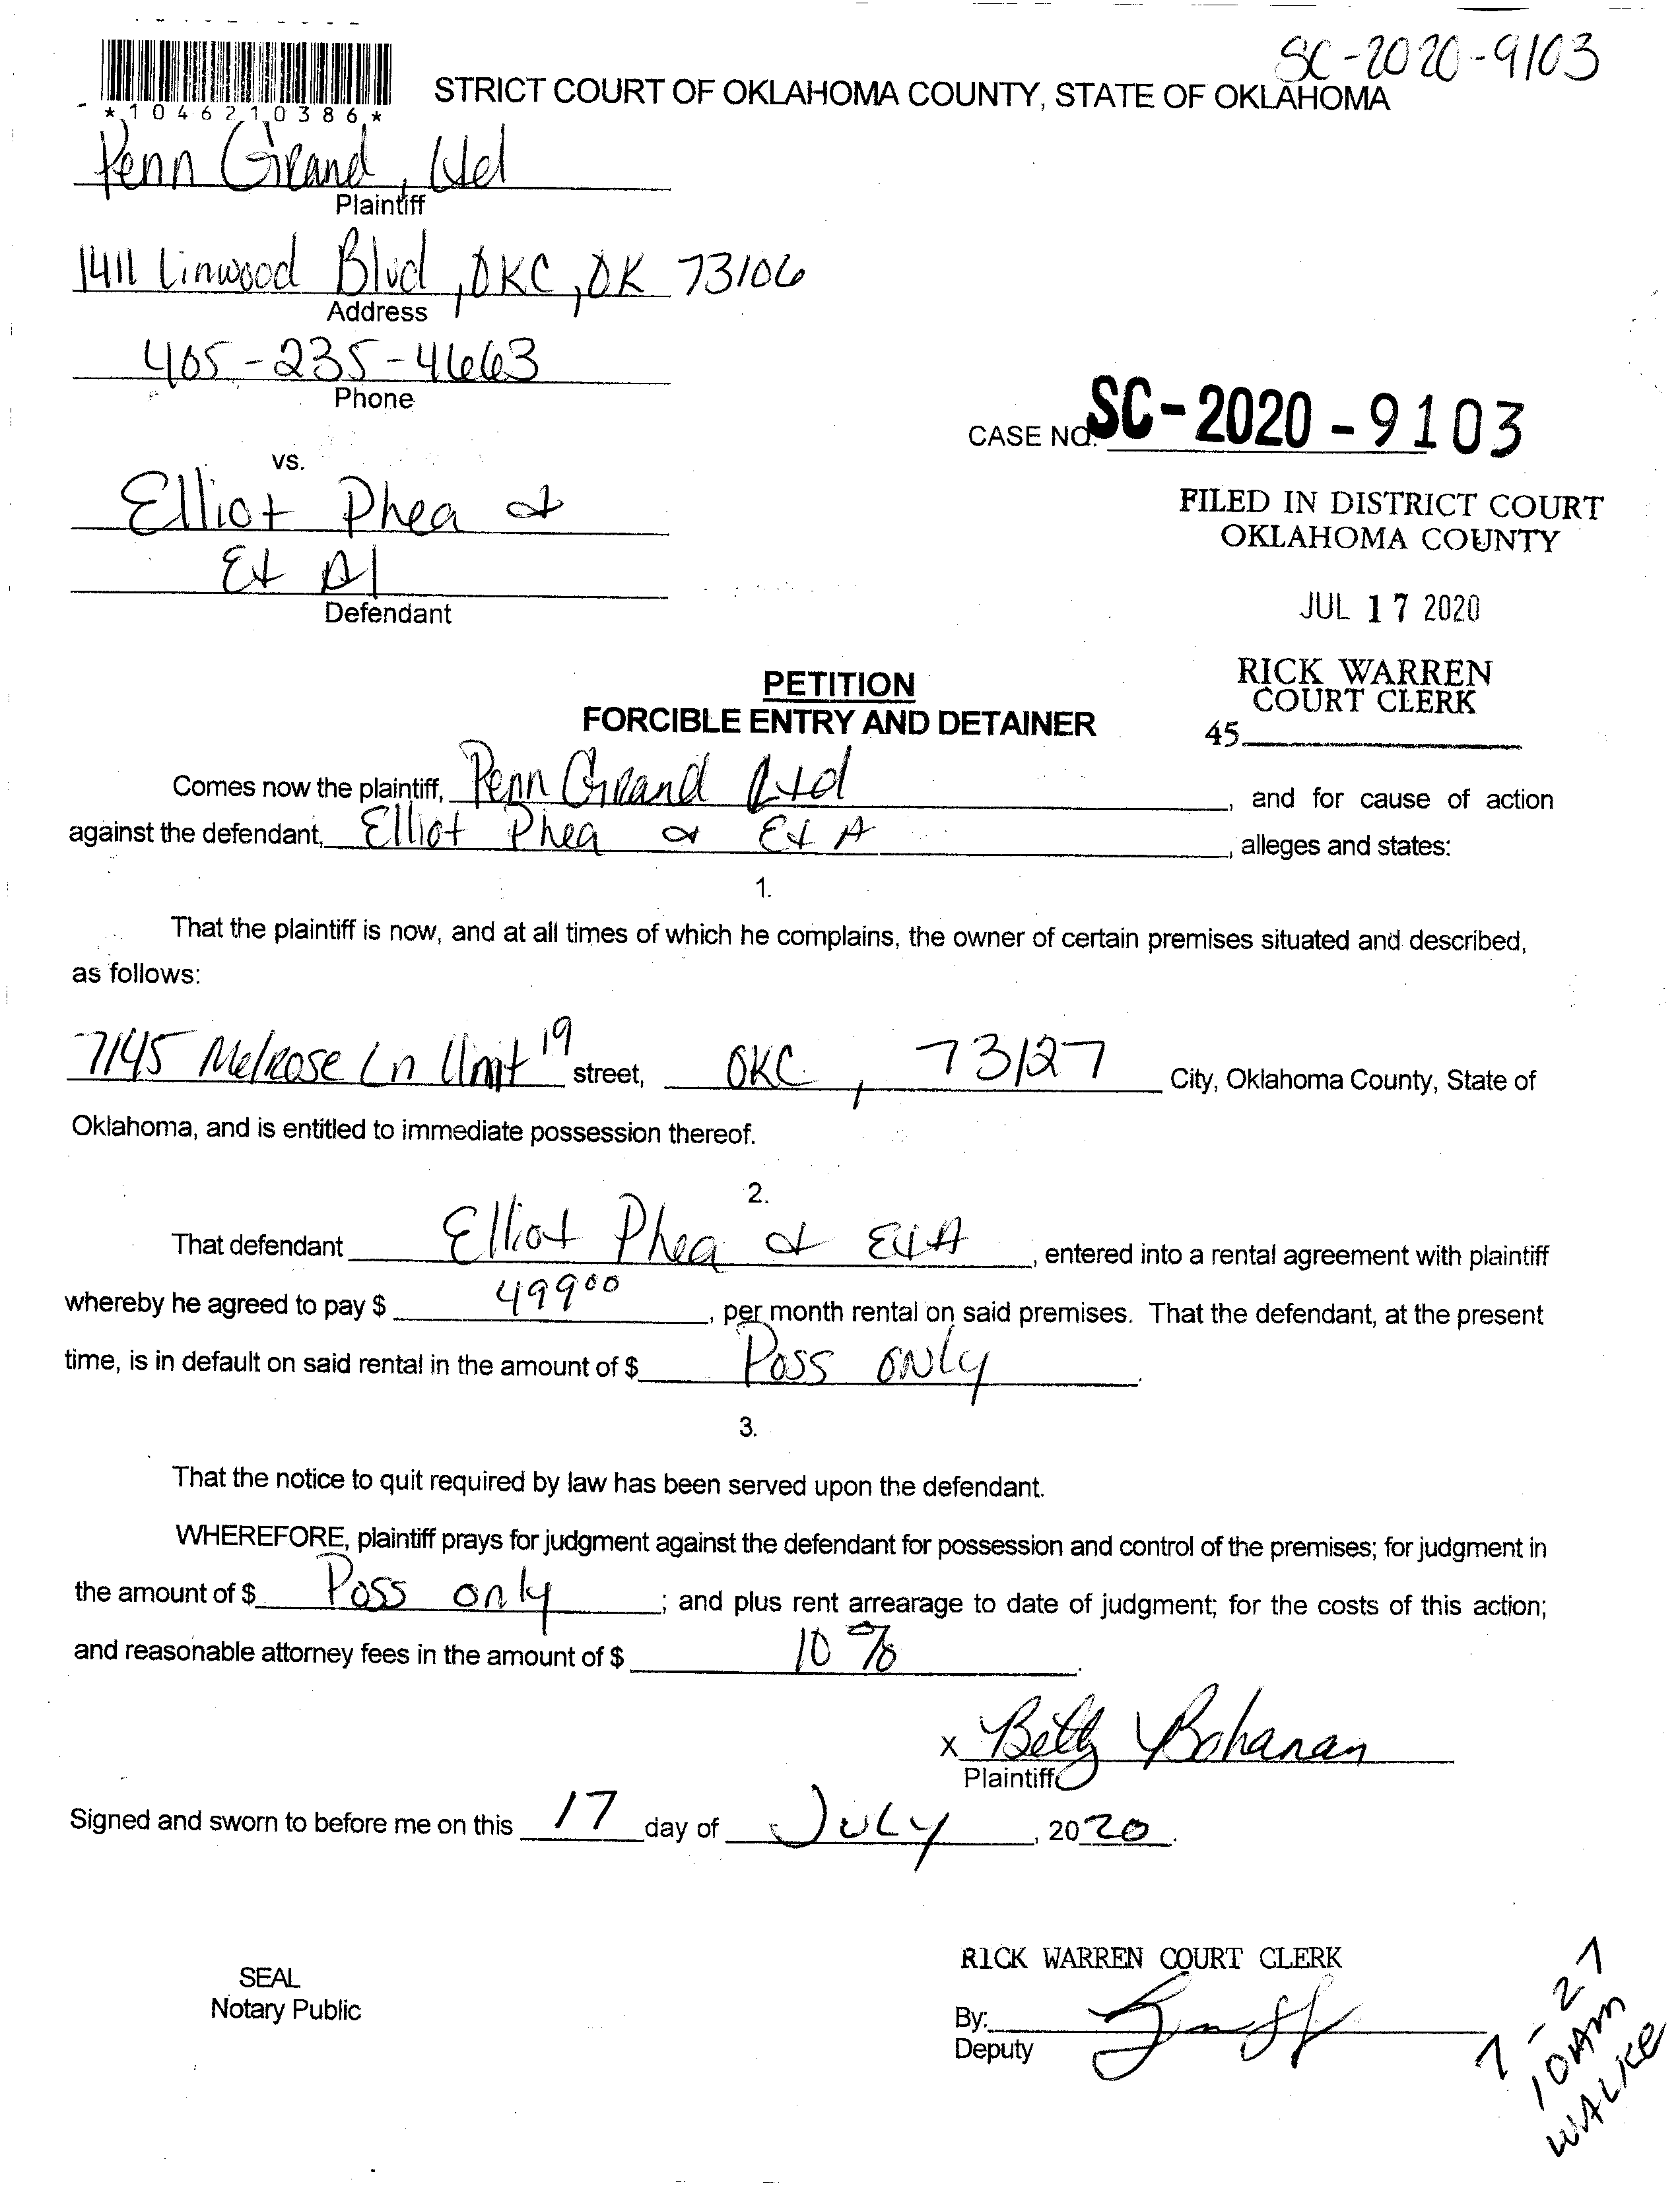 SC-2020-9103
*1046210386*
STRICT COURT OF OKLAHOMA COUNTY, STATE OF OKLAHOMA
Penn Grand, Ltd
Plaintiff
1411 Linwood Blvd, OKC, OK 73106
Address
405-235-4663
Phone
CASE NO. SC-2020-9103
vs.
Elliot Phea &
Et Al
Defendant
FILED IN DISTRICT COURT
OKLAHOMA COUNTY
JUL 17 2020
RICK WARREN
COURT CLERK
45
PETITION
FORCIBLE ENTRY AND DETAINER
Comes now the plaintiff, Penn Grand Ltd, and for cause of action
against the defendant, Elliot Phea & Et A, alleges and states:
1.
That the plaintiff is now, and at all times of which he complains, the owner of certain premises situated and described,
as follows:
7145 Melrose Ln Unit 19 street, OKC, 73127 City, Oklahoma County, State of
Oklahoma, and is entitled to immediate possession thereof.
2.
That defendant Elliot Phea & Et A, entered into a rental agreement with plaintiff
whereby he agreed to pay $ 499 00, per month rental on said premises. That the defendant, at the present
time, is in default on said rental in the amount of $ Poss only.
3.
That the notice to quit required by law has been served upon the defendant.
WHEREFORE, plaintiff prays for judgment against the defendant for possession and control of the premises; for judgment in
the amount of $ Poss only; and plus rent arrearage to date of judgment; for the costs of this action;
and reasonable attorney fees in the amount of $ 10%.
x Betty Bohanan
Plaintiff
Signed and sworn to before me on this 17 day of July, 2020.
SEAL
Notary Public
RICK WARREN COURT CLERK
By:
Deputy
7-27
10AM
WALKE